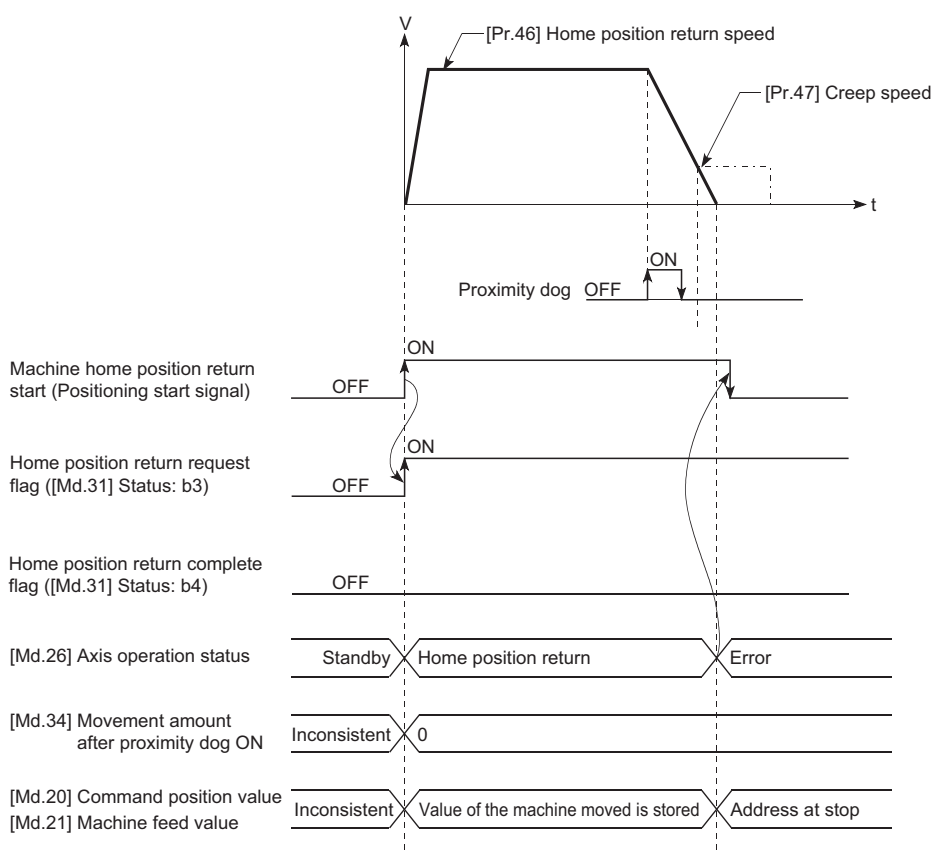 V
[Pr.46] Home position return speed
[Pr.47] Creep speed
t
ON
Proximity dog OFF
ON
Machine home position return
start (Positioning start signal)
OFF
ON
Home position return request
flag ([Md.31] Status: b3)
OFF
Home position return complete
flag ([Md.31] Status: b4)
OFF
[Md.26] Axis operation status
Standby
Home position return
Error
[Md.34] Movement amount
after proximity dog ON
Inconsistent
0
[Md.20] Command position value
[Md.21] Machine feed value
Inconsistent
Value of the machine moved is stored
Address at stop